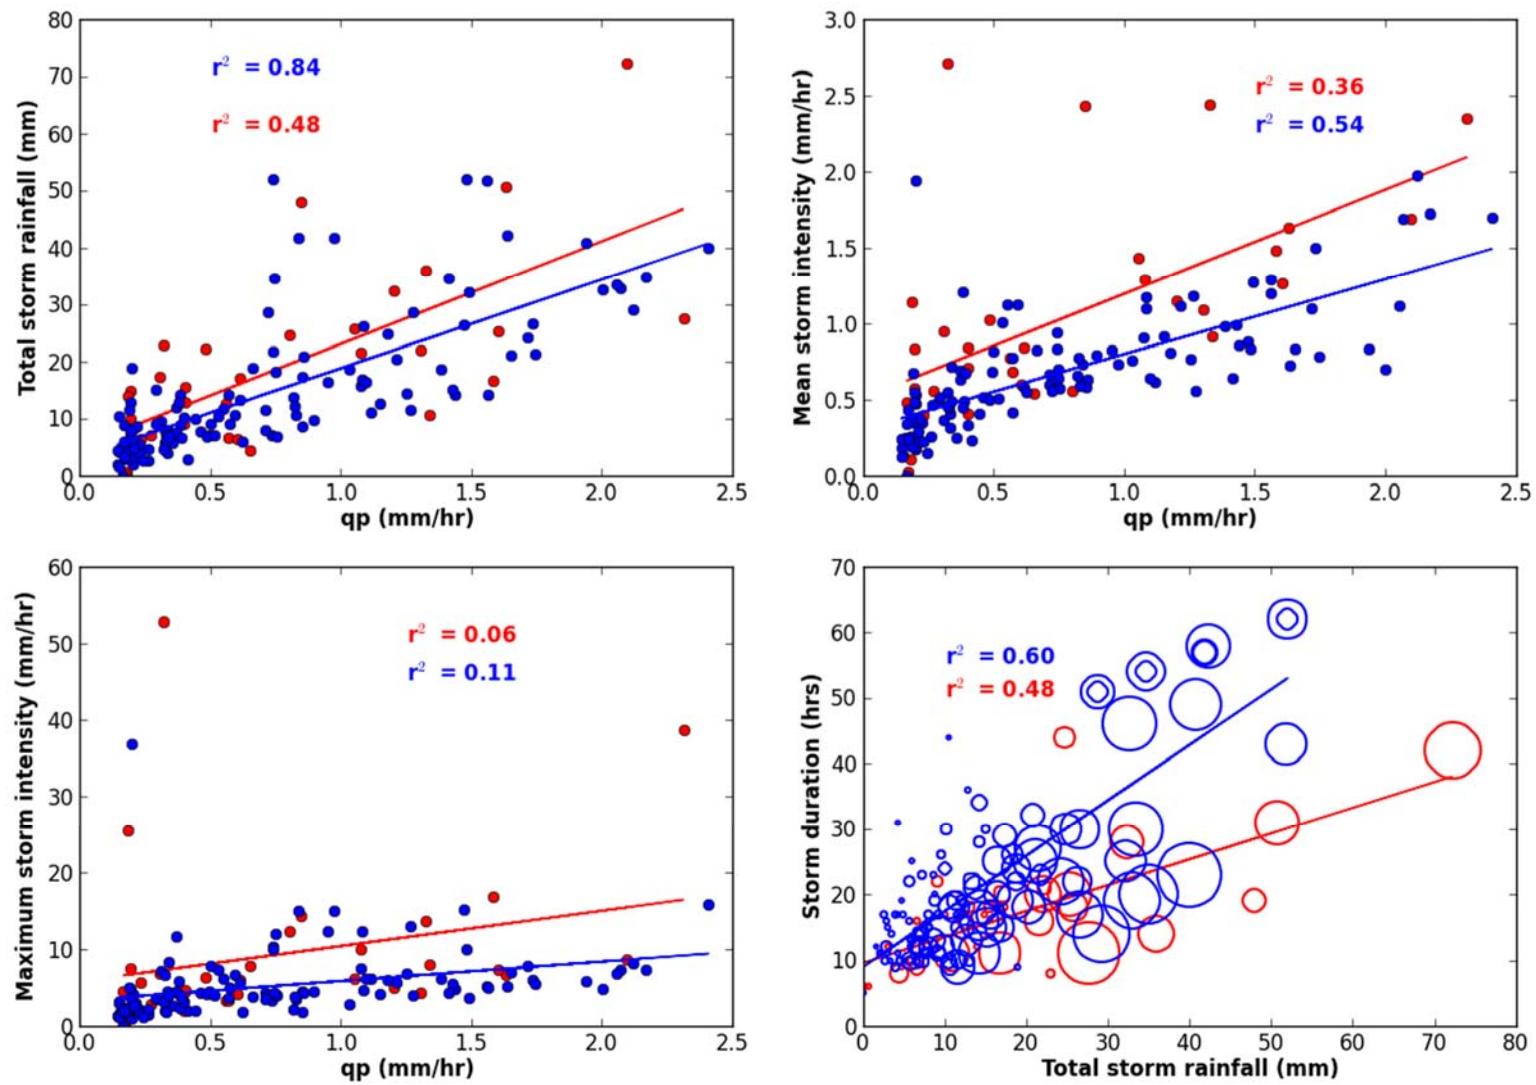 80
70
60
50
40
30
20
10
0
Total storm rainfall (mm)
r² = 0.84
r² = 0.48
0.0 0.5 1.0 1.5 2.0 2.5
qp (mm/hr)
3.0
2.5
2.0
1.5
1.0
0.5
0.0
Mean storm intensity (mm/hr)
r² = 0.36
r² = 0.54
0.0 0.5 1.0 1.5 2.0 2.5
qp (mm/hr)
60
50
40
30
20
10
0
Maximum storm intensity (mm/hr)
r² = 0.06
r² = 0.11
0.0 0.5 1.0 1.5 2.0 2.5
qp (mm/hr)
70
60
50
40
30
20
10
0
Storm duration (hrs)
r² = 0.60
r² = 0.48
0 10 20 30 40 50 60 70 80
Total storm rainfall (mm)